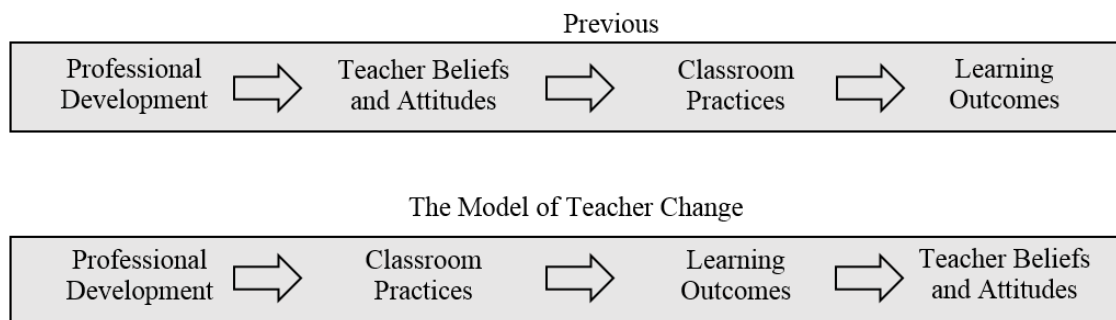 Previous
Professional Development
Teacher Beliefs and Attitudes
Classroom Practices
Learning Outcomes
The Model of Teacher Change
Professional Development
Classroom Practices
Learning Outcomes
Teacher Beliefs and Attitudes